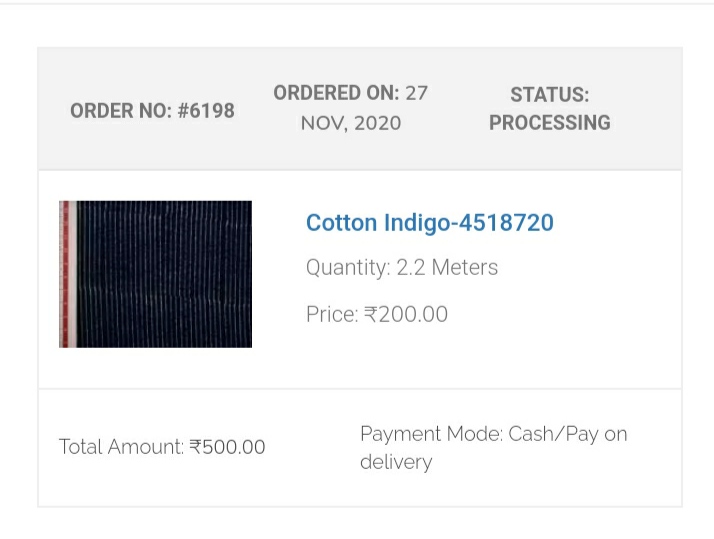 ORDER NO: #6198
ORDERED ON: 27
NOV, 2020
STATUS:
PROCESSING
Cotton Indigo-4518720
Quantity: 2.2 Meters
Price: ₹200.00
Total Amount: ₹500.00
Payment Mode: Cash/Pay on
delivery